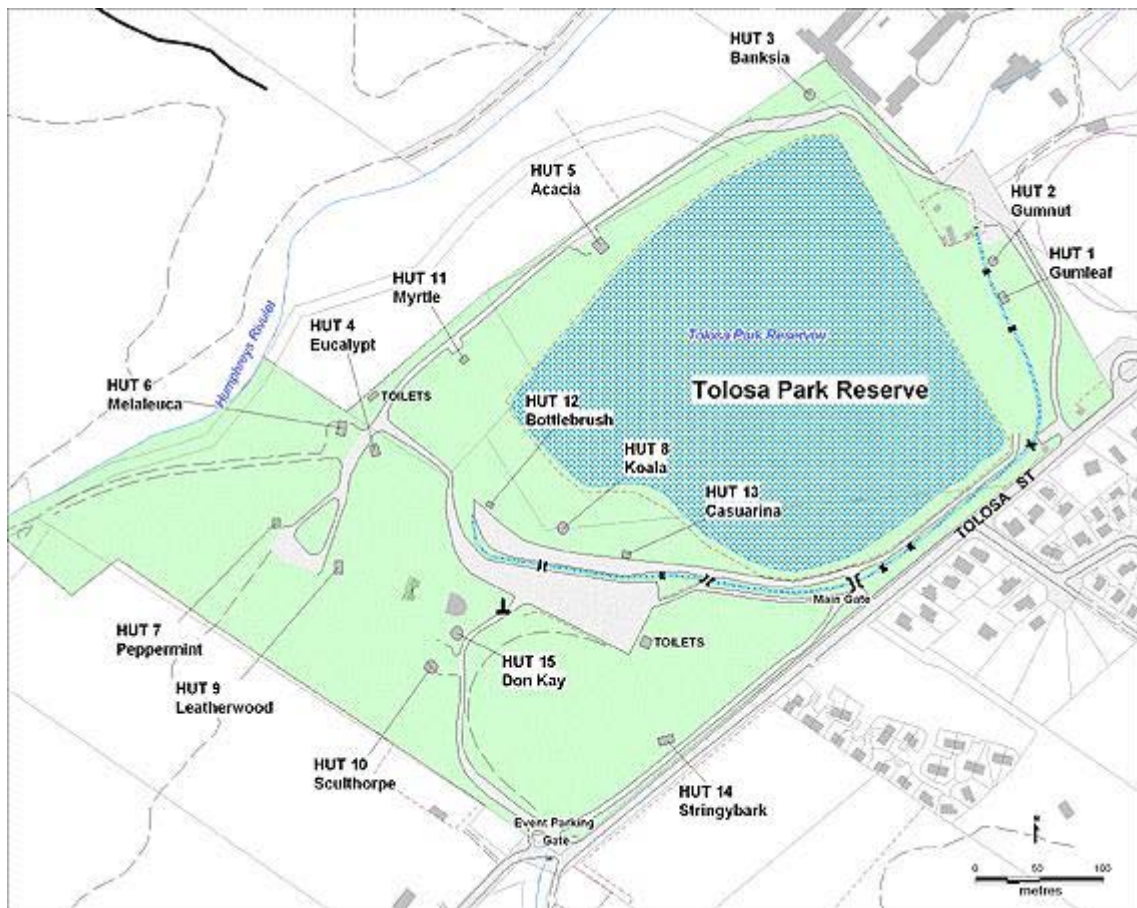 HUT 3
Banksia
HUT 5
Acacia
HUT 2
Gumnut
HUT 1
Gumleaf
HUT 11
Myrtle
HUT 4
Eucalypt
Humphreys Rivulet
HUT 6
Melaleuca
TOILETS
Tolosa Park Reservoir
Tolosa Park Reserve
HUT 12
Bottlebrush
HUT 8
Koala
HUT 13
Casuarina
TOLOSA ST
Main Gate
HUT 7
Peppermint
HUT 9
Leatherwood
TOILETS
HUT 15
Don Kay
HUT 10
Sculthorpe
HUT 14
Stringybark
Event Parking
Gate
N
0 50 100
metres